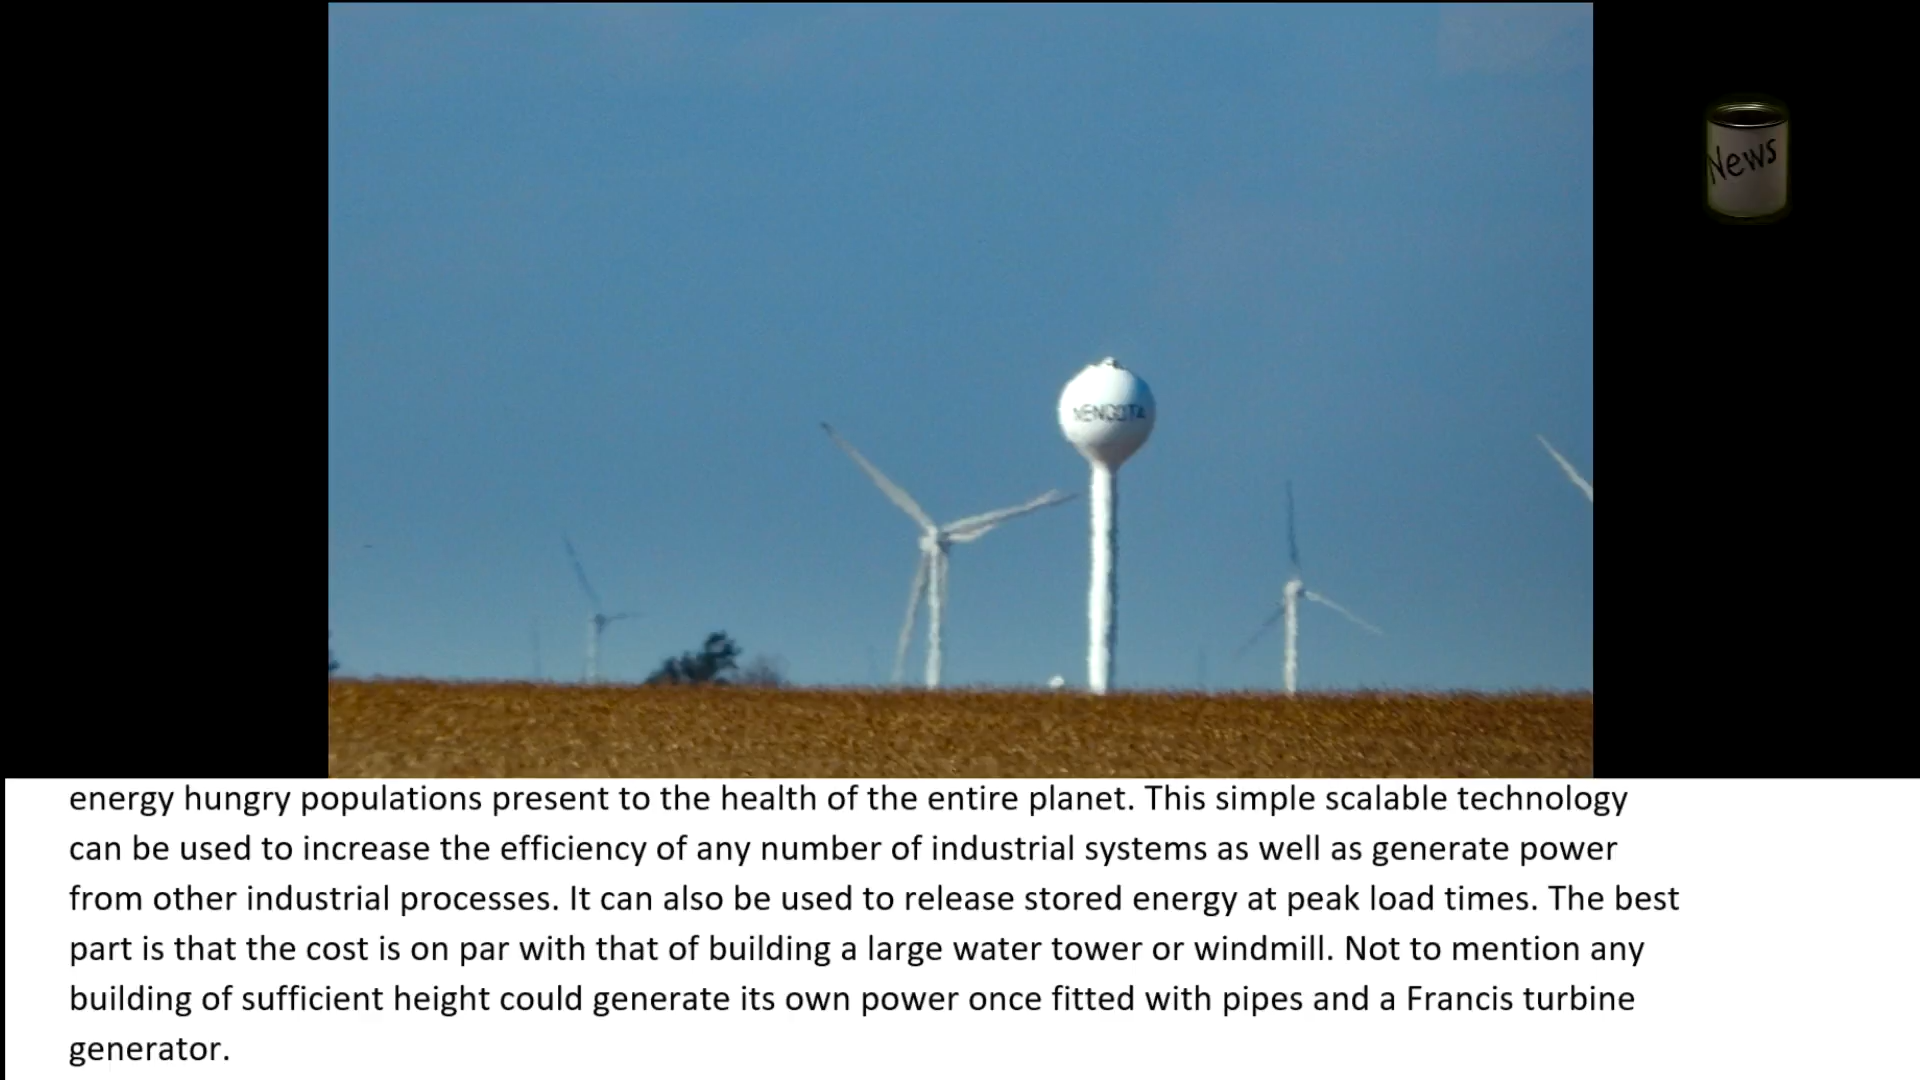 News
MENDOTA
energy hungry populations present to the health of the entire planet. This simple scalable technology
can be used to increase the efficiency of any number of industrial systems as well as generate power
from other industrial processes. It can also be used to release stored energy at peak load times. The best
part is that the cost is on par with that of building a large water tower or windmill. Not to mention any
building of sufficient height could generate its own power once fitted with pipes and a Francis turbine
generator.